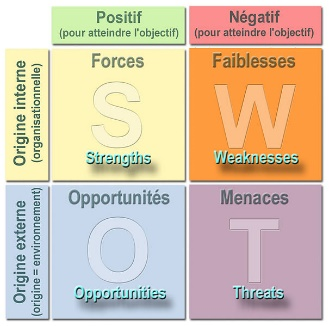 Positif
(pour atteindre l'objectif)
Négatif
(pour atteindre l'objectif)
Origine interne
(organisationnelle)
Forces
S
Strengths
Faiblesses
W
Weaknesses
Origine externe
(origine = environnement)
Opportunités
O
Opportunities
Menaces
T
Threats